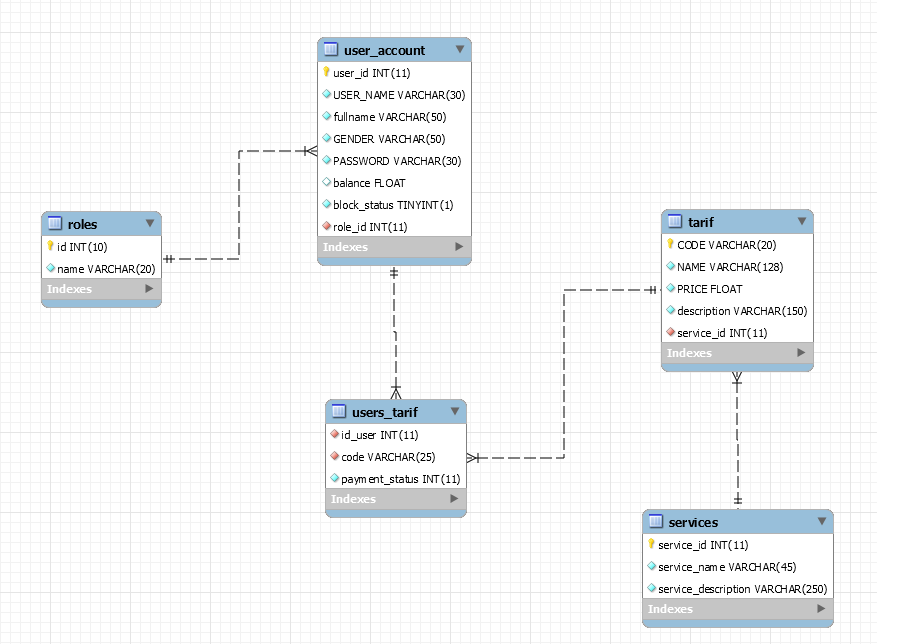 user_account
user_id INT(11)
USER_NAME VARCHAR(30)
fullname VARCHAR(50)
GENDER VARCHAR(50)
PASSWORD VARCHAR(30)
balance FLOAT
block_status TINYINT(1)
role_id INT(11)
Indexes
roles
id INT(10)
name VARCHAR(20)
Indexes
tarif
CODE VARCHAR(20)
NAME VARCHAR(128)
PRICE FLOAT
description VARCHAR(150)
service_id INT(11)
Indexes
users_tarif
id_user INT(11)
code VARCHAR(25)
payment_status INT(11)
Indexes
services
service_id INT(11)
service_name VARCHAR(45)
service_description VARCHAR(250)
Indexes